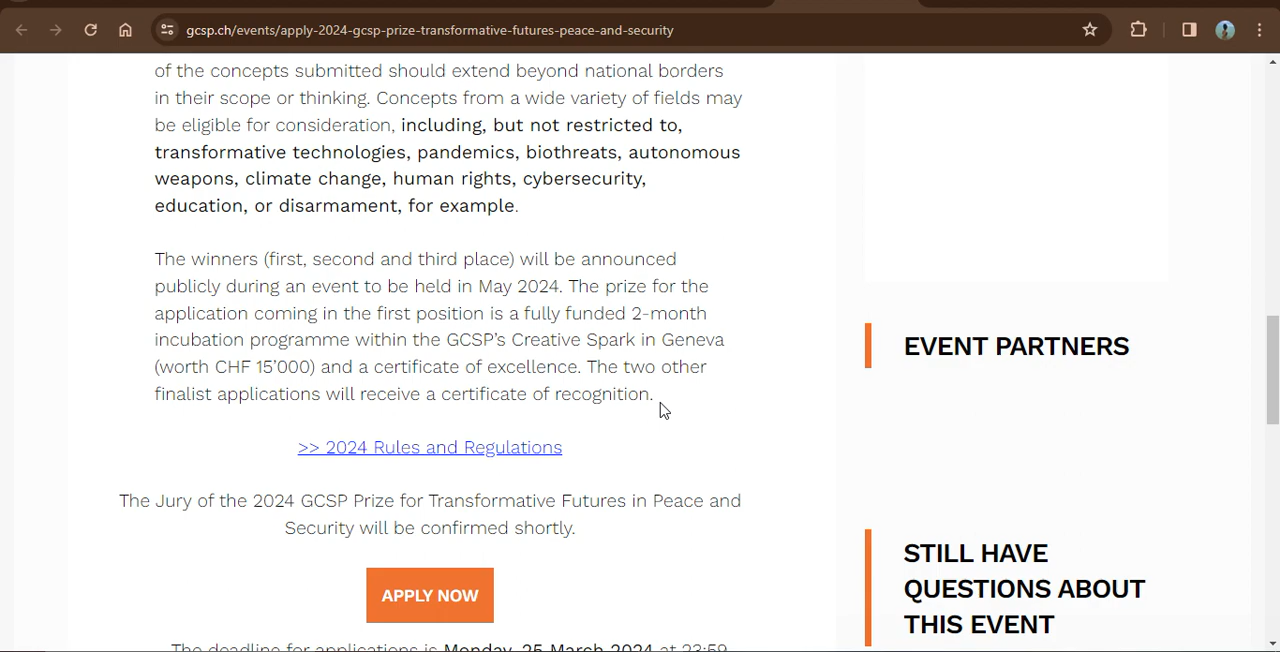 gcsp.ch/events/apply-2024-gcsp-prize-transformative-futures-peace-and-security
of the concepts submitted should extend beyond national borders
in their scope or thinking. Concepts from a wide variety of fields may
be eligible for consideration, including, but not restricted to,
transformative technologies, pandemics, biothreats, autonomous
weapons, climate change, human rights, cybersecurity,
education, or disarmament, for example.
The winners (first, second and third place) will be announced
publicly during an event to be held in May 2024. The prize for the
application coming in the first position is a fully funded 2-month
incubation programme within the GCSP’s Creative Spark in Geneva
(worth CHF 15’000) and a certificate of excellence. The two other
finalist applications will receive a certificate of recognition.
>> 2024 Rules and Regulations
The Jury of the 2024 GCSP Prize for Transformative Futures in Peace and
Security will be confirmed shortly.
APPLY NOW
The deadline for applications is Monday, 25 March 2024 at 23:59
EVENT PARTNERS
STILL HAVE
QUESTIONS ABOUT
THIS EVENT